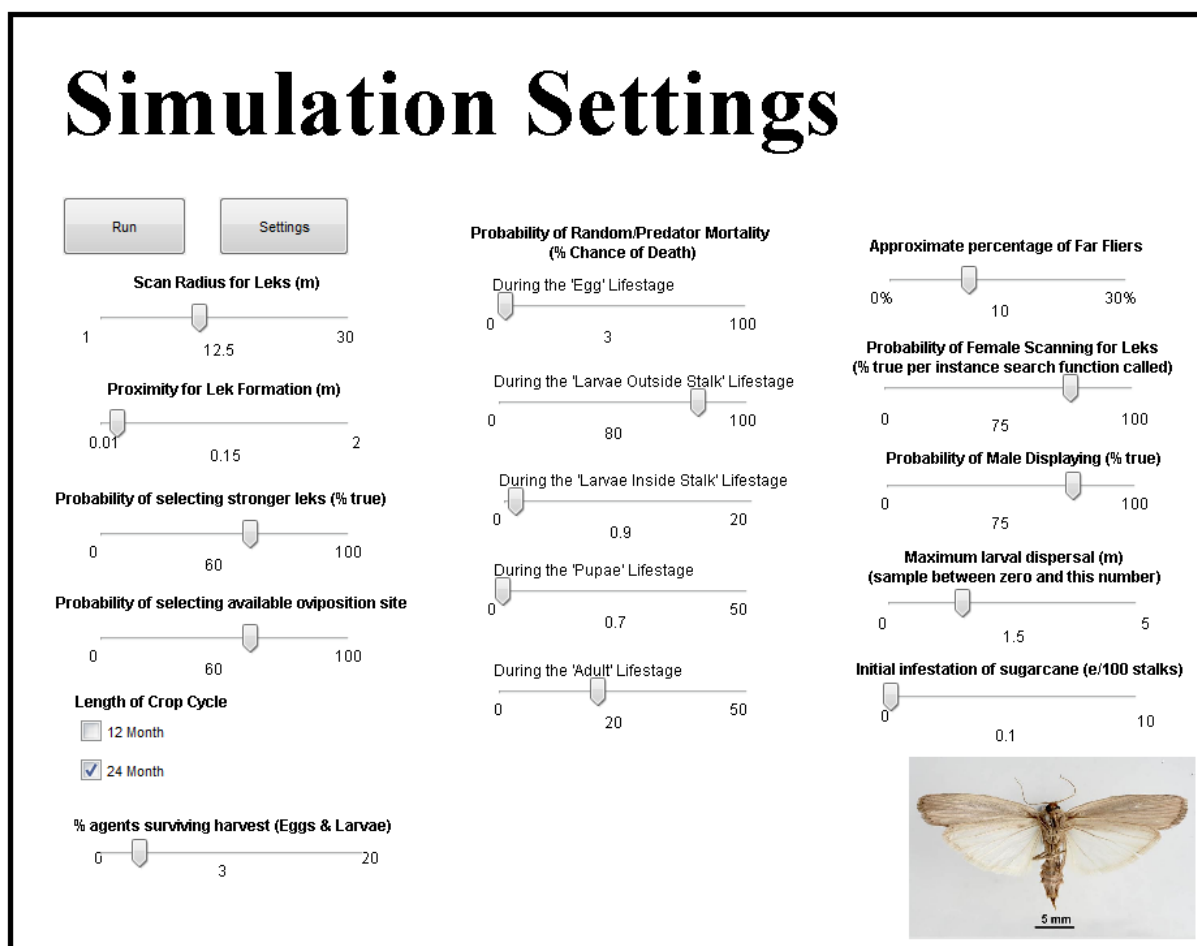 Simulation Settings
Run
Settings
Scan Radius for Leks (m)
1
30
12.5
Proximity for Lek Formation (m)
0.01
2
0.15
Probability of selecting stronger leks (% true)
0
100
60
Probability of selecting available oviposition site
0
100
60
Length of Crop Cycle
12 Month
24 Month
% agents surviving harvest (Eggs & Larvae)
0
20
3
Probability of Random/Predator Mortality
(% Chance of Death)
During the 'Egg' Lifestage
0
100
3
During the 'Larvae Outside Stalk' Lifestage
0
100
80
During the 'Larvae Inside Stalk' Lifestage
0
20
0.9
During the 'Pupae' Lifestage
0
50
0.7
During the 'Adult' Lifestage
0
50
20
Approximate percentage of Far Fliers
0%
30%
10
Probability of Female Scanning for Leks
(% true per instance search function called)
0
100
75
Probability of Male Displaying (% true)
0
100
75
Maximum larval dispersal (m)
(sample between zero and this number)
0
5
1.5
Initial infestation of sugarcane (e/100 stalks)
0
10
0.1
5 mm